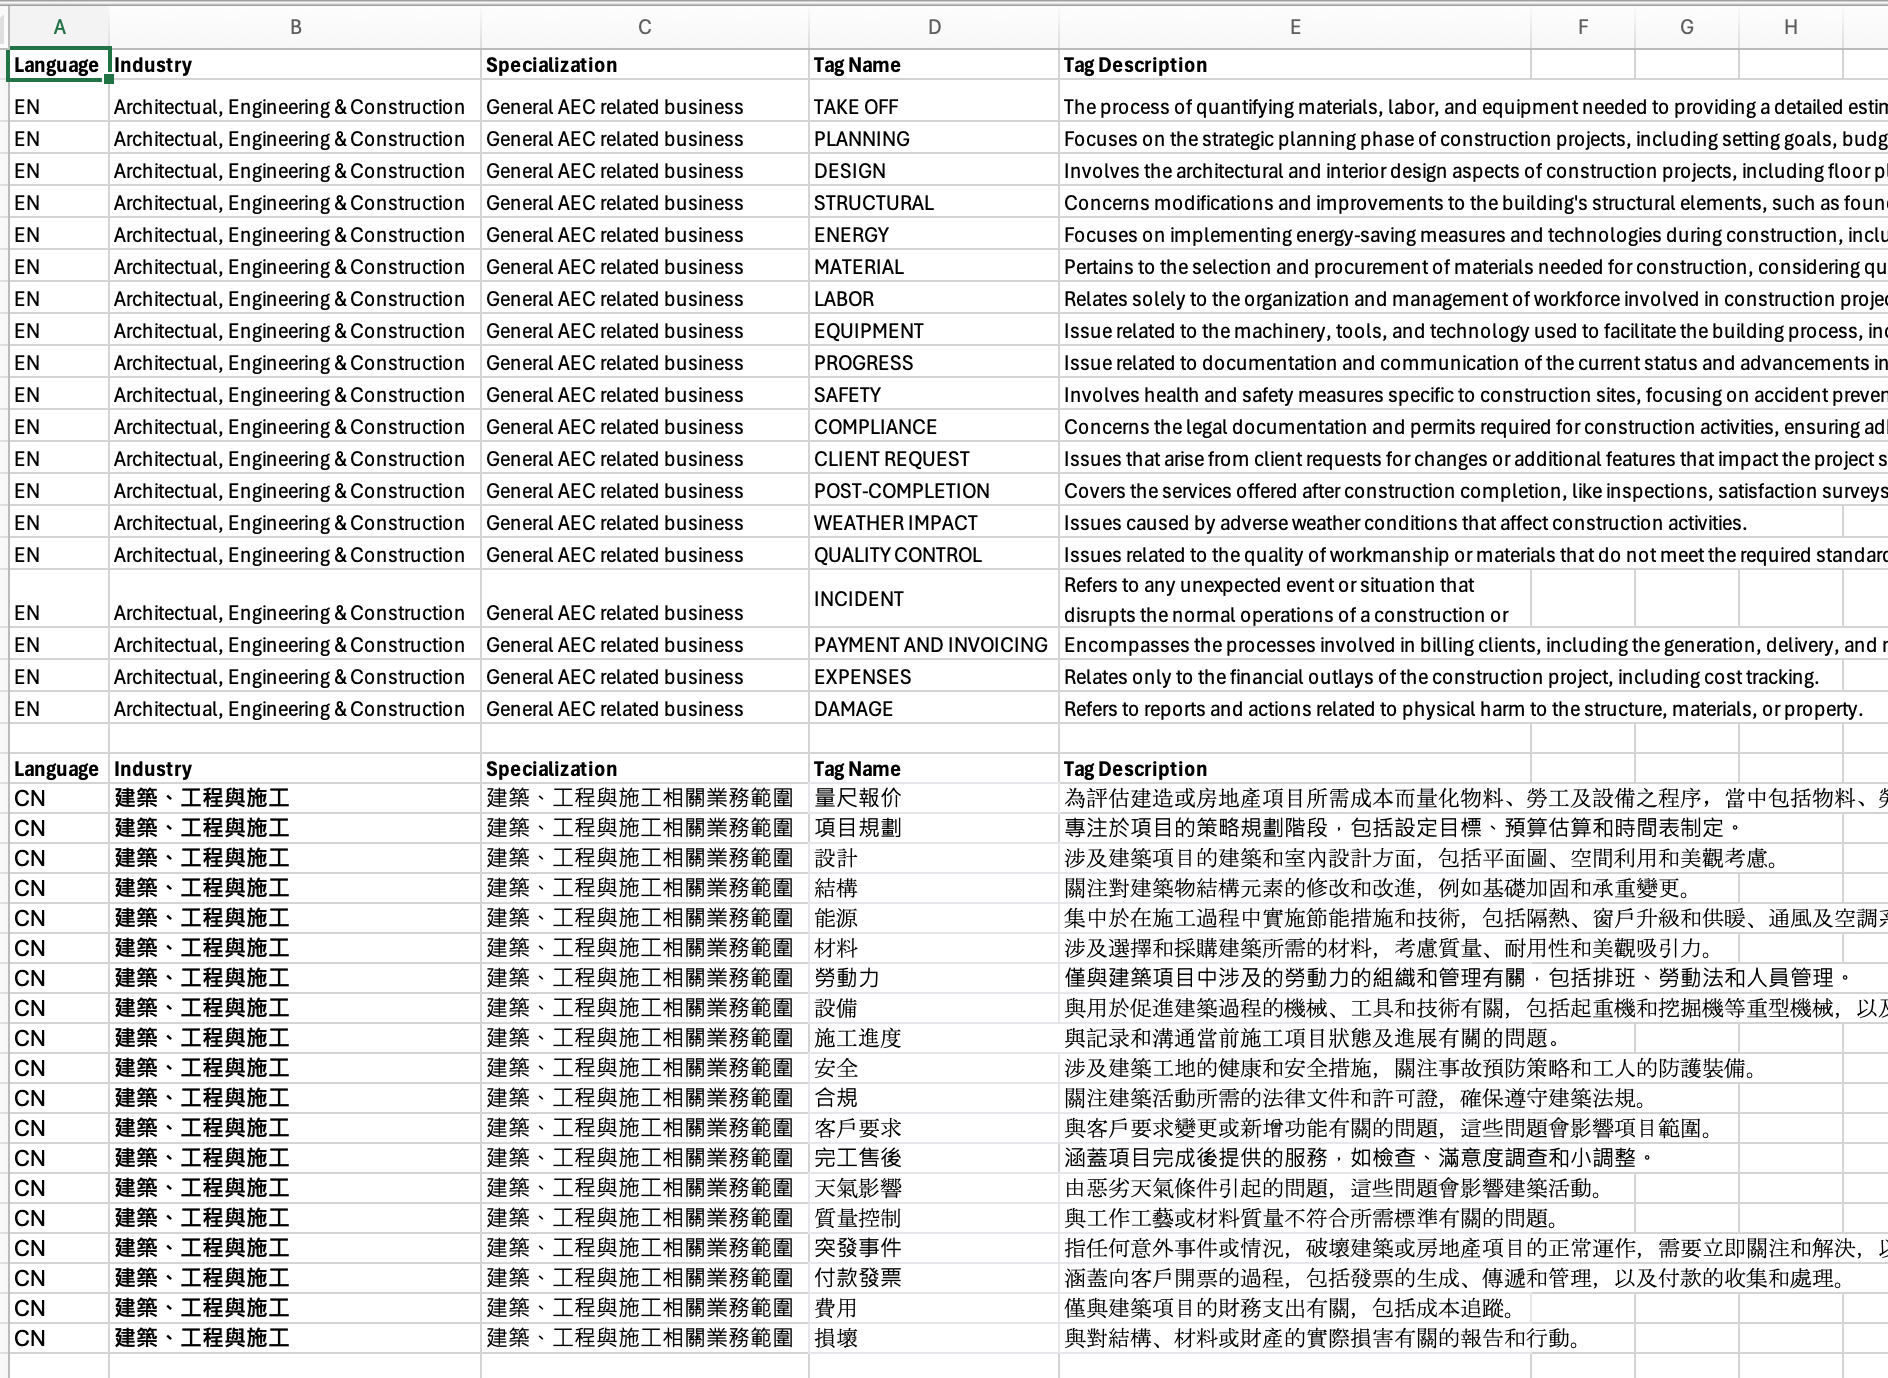 A B C D E F G H
Language Industry Specialization Tag Name Tag Description
EN Architectual, Engineering & Construction General AEC related business TAKE OFF The process of quantifying materials, labor, and equipment needed to providing a detailed estim
EN Architectual, Engineering & Construction General AEC related business PLANNING Focuses on the strategic planning phase of construction projects, including setting goals, budg
EN Architectual, Engineering & Construction General AEC related business DESIGN Involves the architectural and interior design aspects of construction projects, including floor pl
EN Architectual, Engineering & Construction General AEC related business STRUCTURAL Concerns modifications and improvements to the building's structural elements, such as foun
EN Architectual, Engineering & Construction General AEC related business ENERGY Focuses on implementing energy-saving measures and technologies during construction, inclu
EN Architectual, Engineering & Construction General AEC related business MATERIAL Pertains to the selection and procurement of materials needed for construction, considering qu
EN Architectual, Engineering & Construction General AEC related business LABOR Relates solely to the organization and management of workforce involved in construction projec
EN Architectual, Engineering & Construction General AEC related business EQUIPMENT Issue related to the machinery, tools, and technology used to facilitate the building process, inc
EN Architectual, Engineering & Construction General AEC related business PROGRESS Issue related to documentation and communication of the current status and advancements in
EN Architectual, Engineering & Construction General AEC related business SAFETY Involves health and safety measures specific to construction sites, focusing on accident preven
EN Architectual, Engineering & Construction General AEC related business COMPLIANCE Concerns the legal documentation and permits required for construction activities, ensuring ad
EN Architectual, Engineering & Construction General AEC related business CLIENT REQUEST Issues that arise from client requests for changes or additional features that impact the project s
EN Architectual, Engineering & Construction General AEC related business POST-COMPLETION Covers the services offered after construction completion, like inspections, satisfaction surveys
EN Architectual, Engineering & Construction General AEC related business WEATHER IMPACT Issues caused by adverse weather conditions that affect construction activities.
EN Architectual, Engineering & Construction General AEC related business QUALITY CONTROL Issues related to the quality of workmanship or materials that do not meet the required standard
EN Architectual, Engineering & Construction General AEC related business INCIDENT Refers to any unexpected event or situation that
disrupts the normal operations of a construction or
EN Architectual, Engineering & Construction General AEC related business PAYMENT AND INVOICING Encompasses the processes involved in billing clients, including the generation, delivery, and
EN Architectual, Engineering & Construction General AEC related business EXPENSES Relates only to the financial outlays of the construction project, including cost tracking.
EN Architectual, Engineering & Construction General AEC related business DAMAGE Refers to reports and actions related to physical harm to the structure, materials, or property.
Language Industry Specialization Tag Name Tag Description
CN 建築、工程與施工 建築、工程與施工相關業務範圍 量尺報价 為評估建造或房地產項目所需成本而量化物料、勞工及設備之程序，當中包括物料、勞
CN 建築、工程與施工 建築、工程與施工相關業務範圍 項目規劃 專注於項目的策略規劃階段，包括設定目標、預算估算和時間表制定。
CN 建築、工程與施工 建築、工程與施工相關業務範圍 設計 涉及建築項目的建築和室內設計方面，包括平面圖、空間利用和美觀考慮。
CN 建築、工程與施工 建築、工程與施工相關業務範圍 結構 關注對建築物結構元素的修改和改進，例如基礎加固和承重變更。
CN 建築、工程與施工 建築、工程與施工相關業務範圍 能源 集中於在施工過程中實施節能措施和技術，包括隔熱、窗戶升級和供暖、通風及空調系
CN 建築、工程與施工 建築、工程與施工相關業務範圍 材料 涉及選擇和採購建築所需的材料，考慮質量、耐用性和美觀吸引力。
CN 建築、工程與施工 建築、工程與施工相關業務範圍 勞動力 僅與建築項目中涉及的勞動力的組織和管理有關，包括排班、勞動法和人員管理。
CN 建築、工程與施工 建築、工程與施工相關業務範圍 設備 與用於促進建築過程的機械、工具和技術有關，包括起重機和挖掘機等重型機械，以及
CN 建築、工程與施工 建築、工程與施工相關業務範圍 施工進度 與記录和溝通當前施工項目狀態及進展有關的問題。
CN 建築、工程與施工 建築、工程與施工相關業務範圍 安全 涉及建築工地的健康和安全措施，關注事故預防策略和工人的防護裝備。
CN 建築、工程與施工 建築、工程與施工相關業務範圍 合規 關注建築活動所需的法律文件和許可證，確保遵守建築法規。
CN 建築、工程與施工 建築、工程與施工相關業務範圍 客戶要求 與客戶要求變更或新增功能有關的問題，這些問題會影響項目範圍。
CN 建築、工程與施工 建築、工程與施工相關業務範圍 完工售後 涵蓋項目完成後提供的服務，如檢查、滿意度調查和小調整。
CN 建築、工程與施工 建築、工程與施工相關業務範圍 天氣影響 由惡劣天氣條件引起的問題，這些問題會影響建築活動。
CN 建築、工程與施工 建築、工程與施工相關業務範圍 質量控制 與工作工藝或材料質量不符合所需標準有關的問題。
CN 建築、工程與施工 建築、工程與施工相關業務範圍 突發事件 指任何意外事件或情況，破壞建築或房地產項目的正常運作，需要立即關注和解決，以
CN 建築、工程與施工 建築、工程與施工相關業務範圍 付款發票 涵蓋向客戶開票的過程，包括發票的生成、傳遞和管理，以及付款的收集和處理。
CN 建築、工程與施工 建築、工程與施工相關業務範圍 費用 僅與建築項目的財務支出有關，包括成本追蹤。
CN 建築、工程與施工 建築、工程與施工相關業務範圍 損壞 與對結構、材料或財產的實際損害有關的報告和行動。